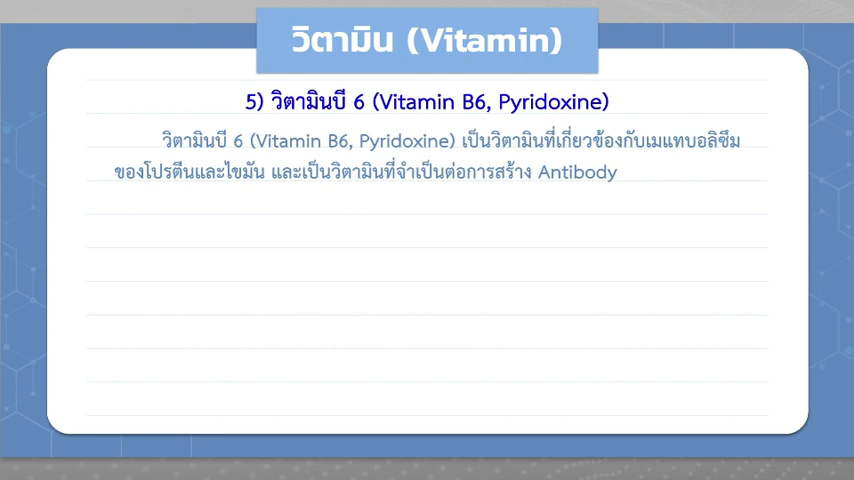 วิตามิน (Vitamin)
5) วิตามินบี 6 (Vitamin B6, Pyridoxine)
วิตามินบี 6 (Vitamin B6, Pyridoxine) เป็นวิตามินที่เกี่ยวข้องกับเมแทบอลิซึม
ของโปรตีนและไขมัน และเป็นวิตามินที่จำเป็นต่อการสร้าง Antibody